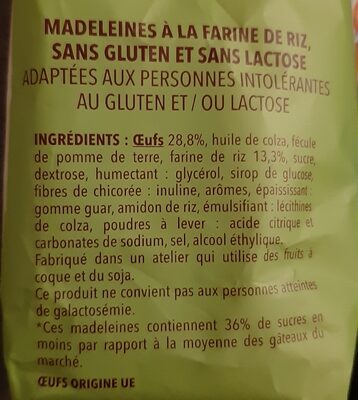 MADELEINES À LA FARINE DE RIZ,
SANS GLUTEN ET SANS LACTOSE
ADAPTÉES AUX PERSONNES INTOLÉRANTES
AU GLUTEN ET / OU LACTOSE
INGRÉDIENTS : Œufs 28,8%, huile de colza, fécule
de pomme de terre, farine de riz 13,3%, sucre,
dextrose, humectant : glycérol, sirop de glucose,
fibres de chicorée : inuline, arômes, épaississant :
gomme guar, amidon de riz, émulsifiant : lécithines
de colza, poudres à lever : acide citrique et
carbonates de sodium, sel, alcool éthylique.
Fabriqué dans un atelier qui utilise des fruits à
coque et du soja.
Ce produit ne convient pas aux personnes atteintes
de galactosémie.
*Ces madeleines contiennent 36% de sucres en
moins par rapport à la moyenne des gâteaux du
marché.
ŒUFS ORIGINE UE